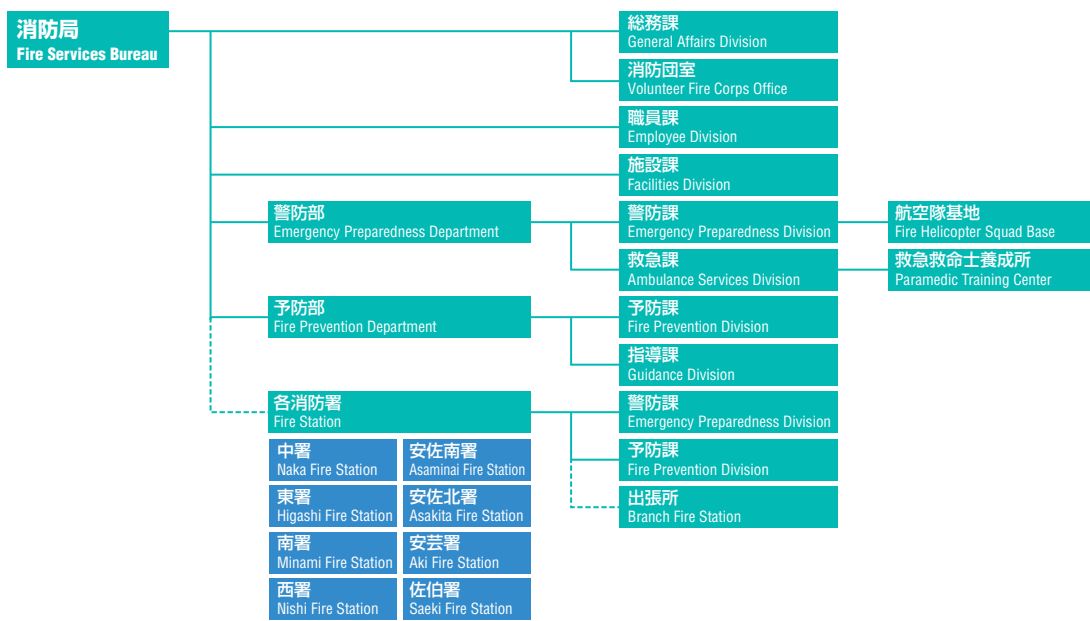 消防局
Fire Services Bureau
総務課
General Affairs Division
消防団室
Volunteer Fire Corps Office
職員課
Employee Division
施設課
Facilities Division
警防部
Emergency Preparedness Department
警防課
Emergency Preparedness Division
航空隊基地
Fire Helicopter Squad Base
救急課
Ambulance Services Division
救急救命士養成所
Paramedic Training Center
予防部
Fire Prevention Department
予防課
Fire Prevention Division
指導課
Guidance Division
各消防署
Fire Station
警防課
Emergency Preparedness Division
予防課
Fire Prevention Division
出張所
Branch Fire Station
中署
Naka Fire Station
安佐南署
Asaminai Fire Station
東署
Higashi Fire Station
安佐北署
Asakita Fire Station
南署
Minami Fire Station
安芸署
Aki Fire Station
西署
Nishi Fire Station
佐伯署
Saeki Fire Station